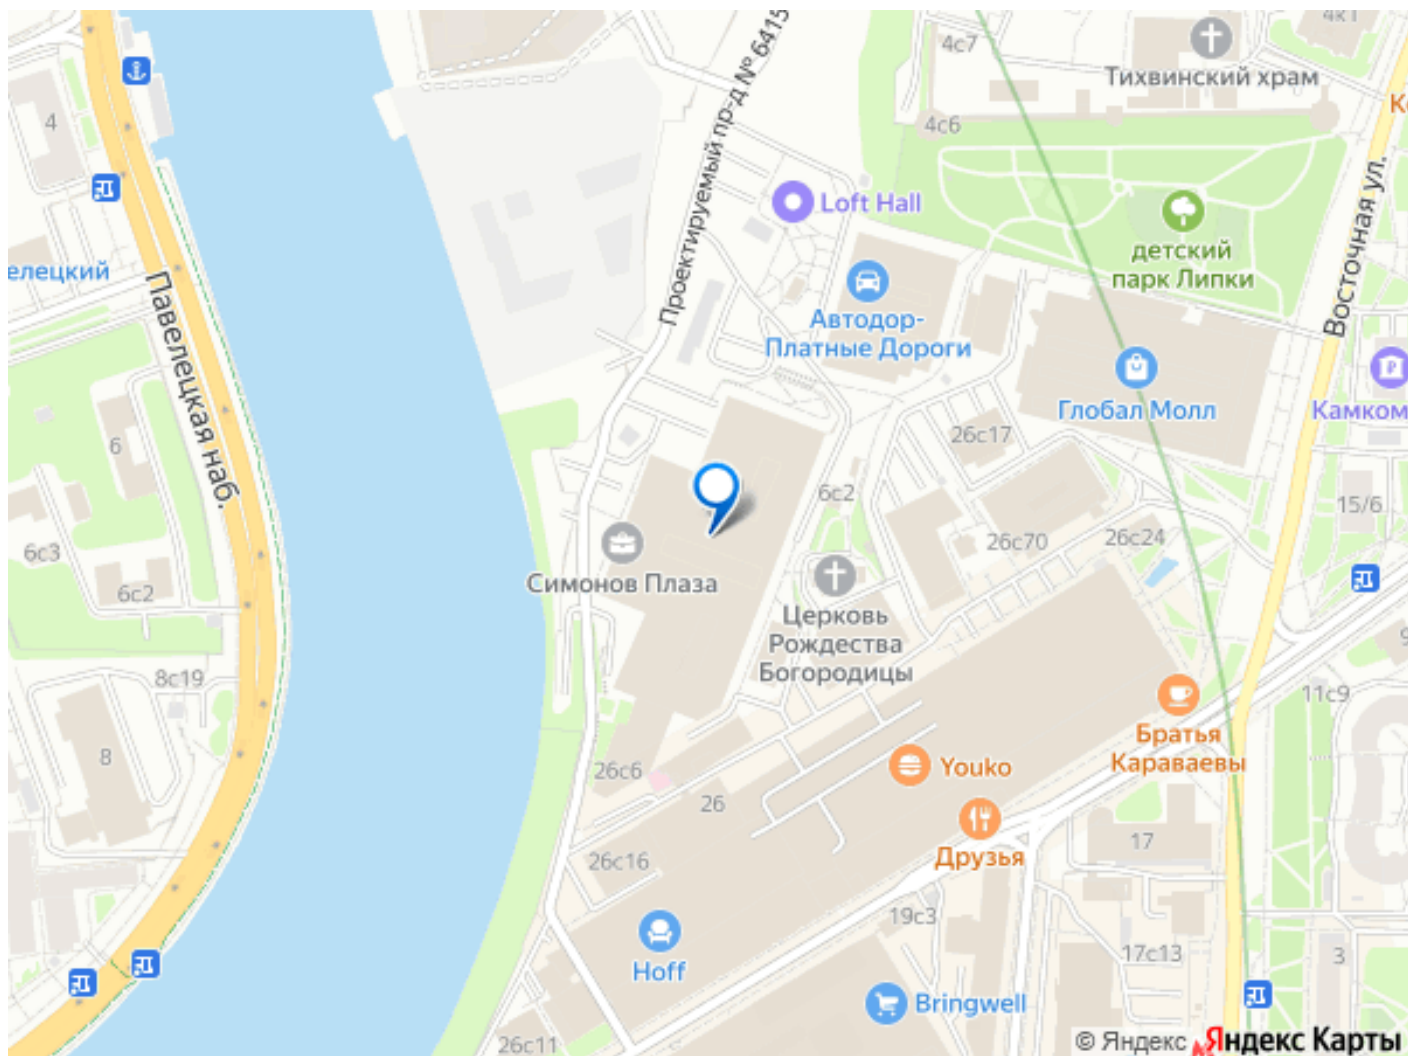 4к1
4с7
Тихвинский храм
Ко
4
4с6
Проектируемый пр-д № 6415
Loft Hall
детский
парк Липки
Восточная ул.
елецкий
Павелецкая наб.
Автодор-
Платные Дороги
Глобал Молл
Камком
6
26с17
6с2
15/6
6с3
26с70
26с24
Симонов Плаза
6с2
Церковь
Рождества
Богородицы
8с19
11с9
9
8
26с6
26
Youko
Братья
Караваевы
17
26с16
Друзья
19с3
Hoff
17с13
3
Bringwell
26с11
© Яндекс Яндекс Карты